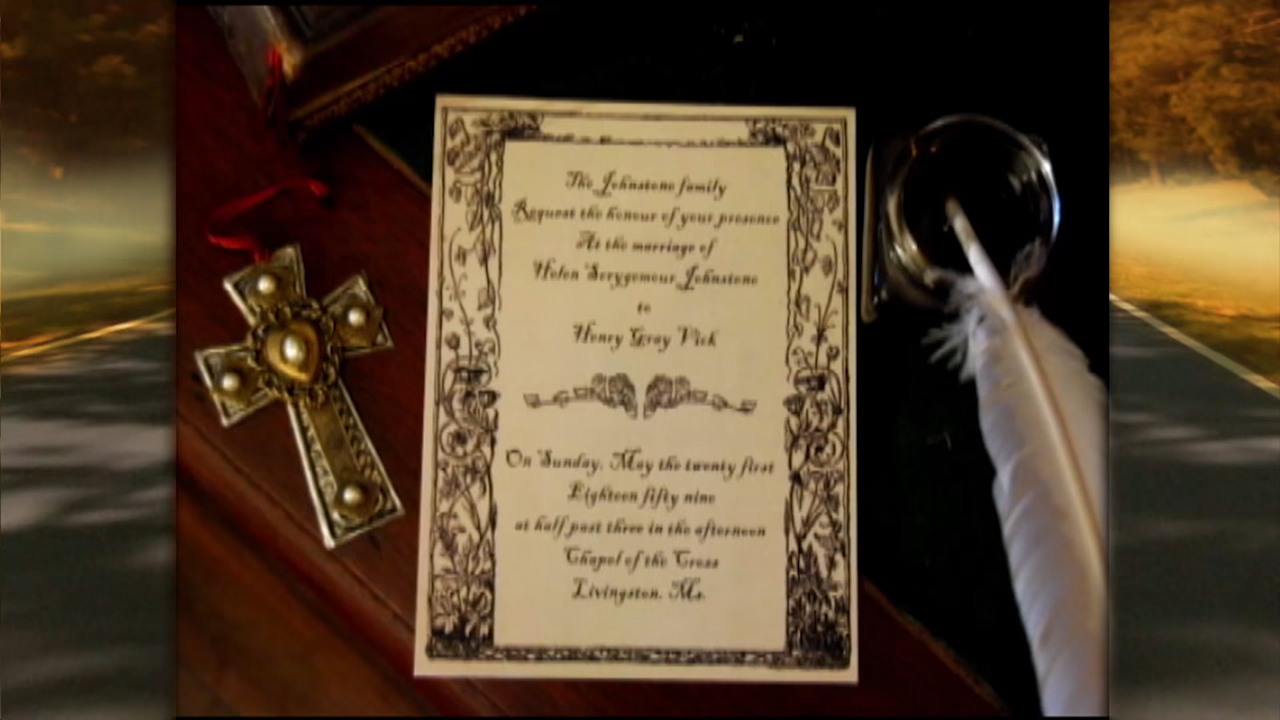 The Johnstone family
Request the honour of your presence
At the marriage of
Helen Scrygemour Johnstone
to
Henry Gray Vick
On Sunday, May the twenty first
Eighteen fifty nine
at half past three in the afternoon
Chapel of the Cross
Livingston, Ms.